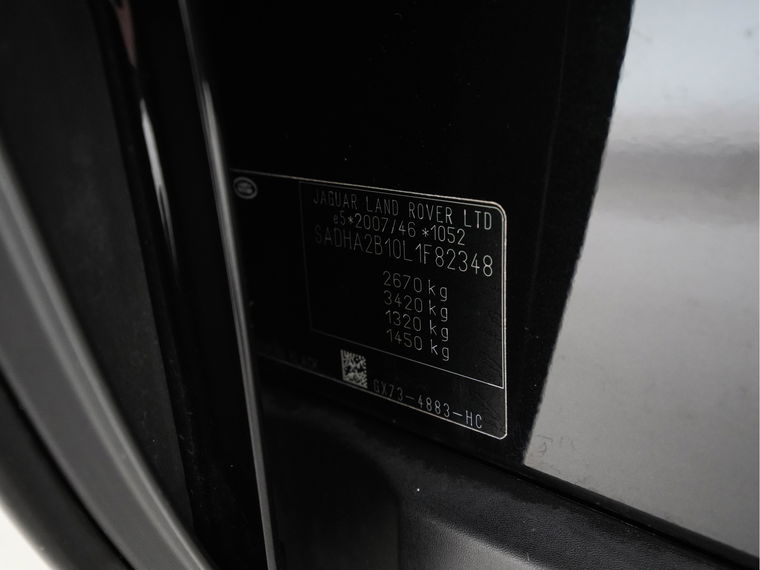 JAGUAR LAND ROVER LTD
e5*2007/46 *1052
SADHA2B10L1F82348
2670 kg
3420 kg
1320 kg
1450 kg
GX73-4883-HC